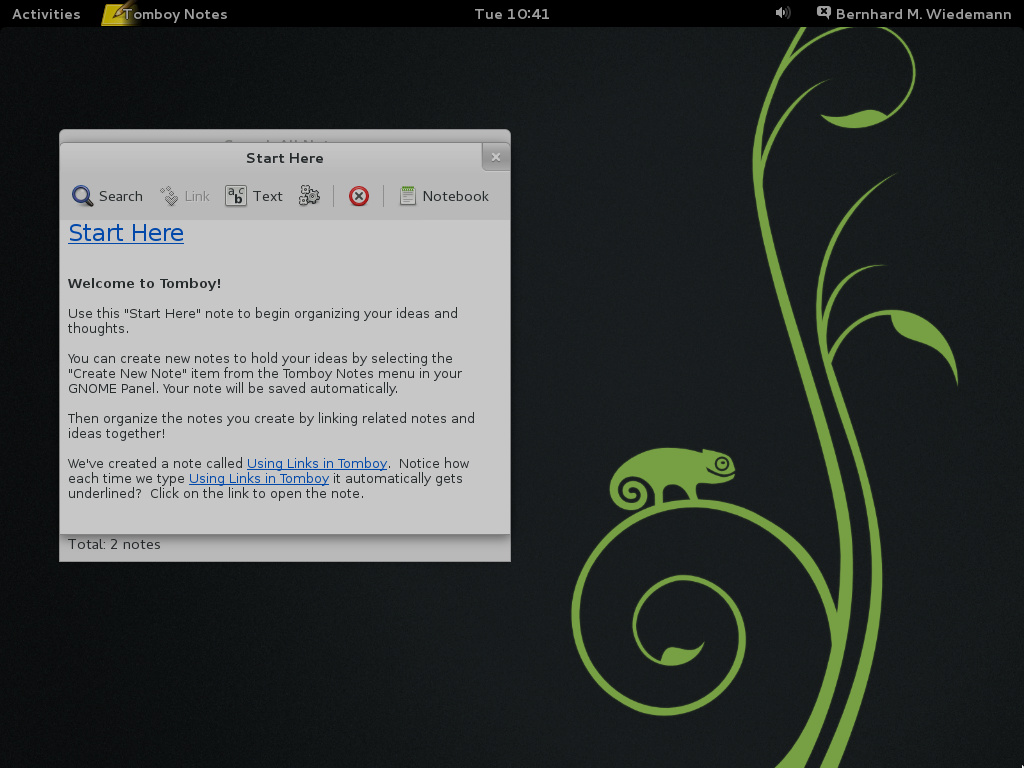 Activities Tomboy Notes Tue 10:41 Bernhard M. Wiedemann
Start Here
Search Link Text Notebook
Start Here
Welcome to Tomboy!
Use this "Start Here" note to begin organizing your ideas and
thoughts.
You can create new notes to hold your ideas by selecting the
"Create New Note" item from the Tomboy Notes menu in your
GNOME Panel. Your note will be saved automatically.
Then organize the notes you create by linking related notes and
ideas together!
We've created a note called Using Links in Tomboy.  Notice how
each time we type Using Links in Tomboy it automatically gets
underlined?  Click on the link to open the note.
Total: 2 notes